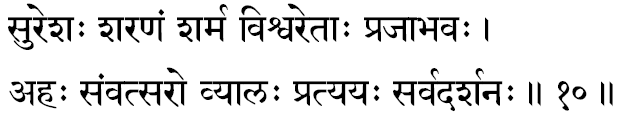 सुरेशः शरणं शर्म विश्वरेताः प्रजाभवः ।
अहः संवत्सरो व्यालः प्रत्ययः सर्वदर्शनः ॥ १० ॥